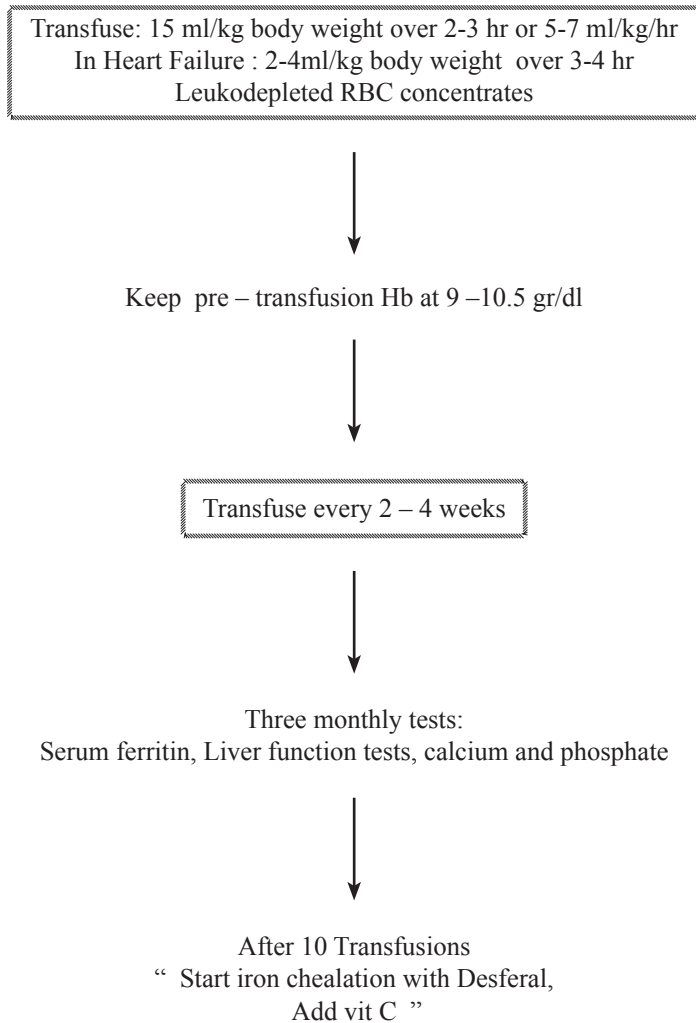 Transfuse: 15 ml/kg body weight over 2-3 hr or 5-7 ml/kg/hr
In Heart Failure : 2-4ml/kg body weight over 3-4 hr
Leukodepleted RBC concentrates
Keep pre – transfusion Hb at 9 –10.5 gr/dl
Transfuse every 2 – 4 weeks
Three monthly tests:
Serum ferritin, Liver function tests, calcium and phosphate
After 10 Transfusions
“ Start iron chealation with Desferal,
Add vit C ”